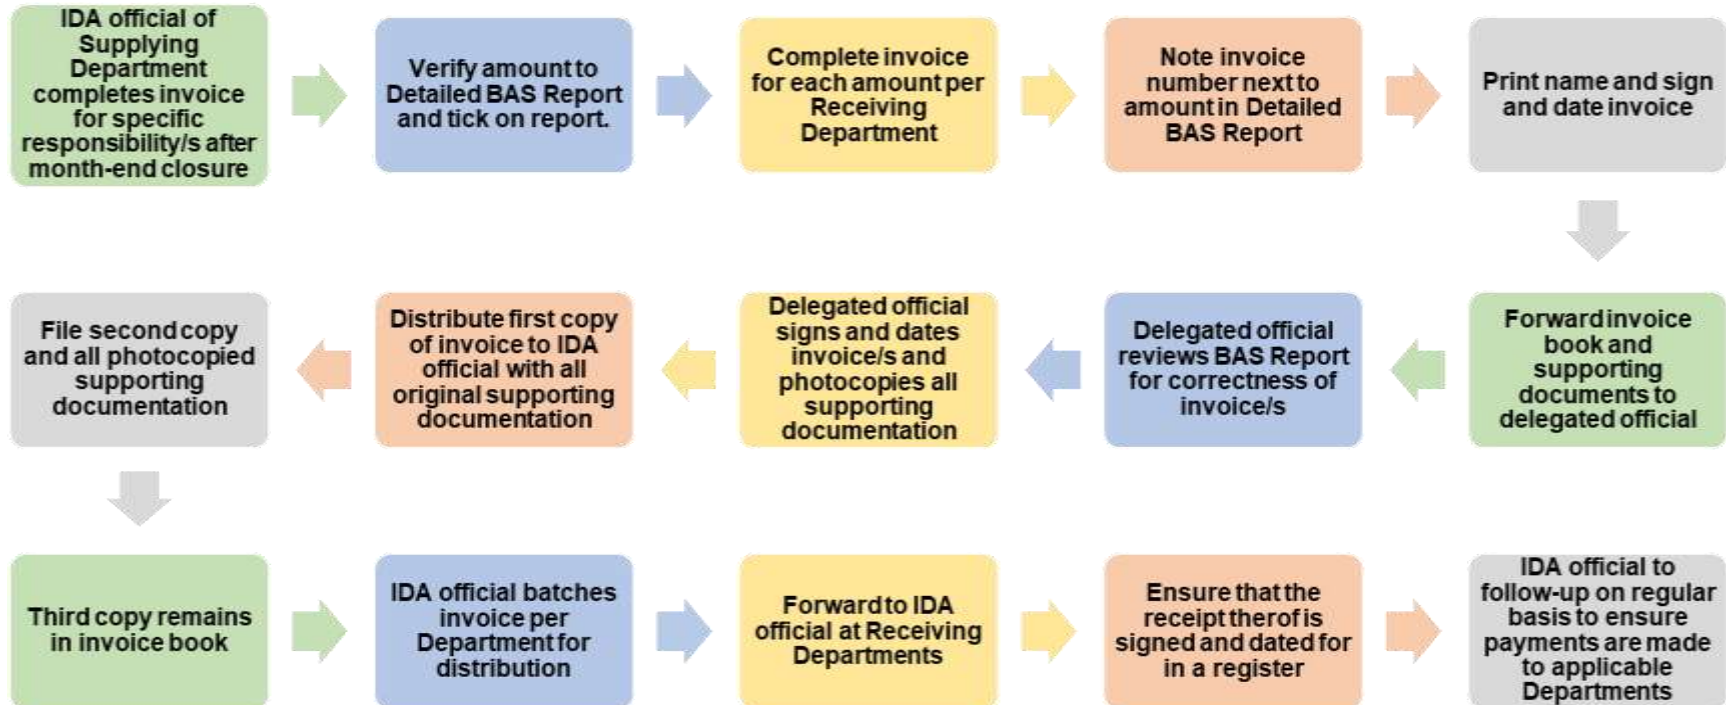 IDA official of
Supplying
Department
completes invoice
for specific
responsibility/s after
month-end closure
Verify amount to
Detailed BAS Report
and tick on report.
Complete invoice
for each amount per
Receiving
Department
Note invoice
number next to
amount in Detailed
BAS Report
Print name and sign
and date invoice
Forward invoice
book and
supporting
documents to
delegated official
Delegated official
reviews BAS Report
for correctness of
invoice/s
Delegated official
signs and dates
invoice/s and
photocopies all
supporting
documentation
Distribute first copy
of invoice to IDA
official with all
original supporting
documentation
File second copy
and all photocopied
supporting
documentation
Third copy remains
in invoice book
IDA official batches
invoice per
Department for
distribution
Forward to IDA
official at Receiving
Departments
Ensure that the
receipt therof is
signed and dated for
in a register
IDA official to
follow-up on regular
basis to ensure
payments are made
to applicable
Departments